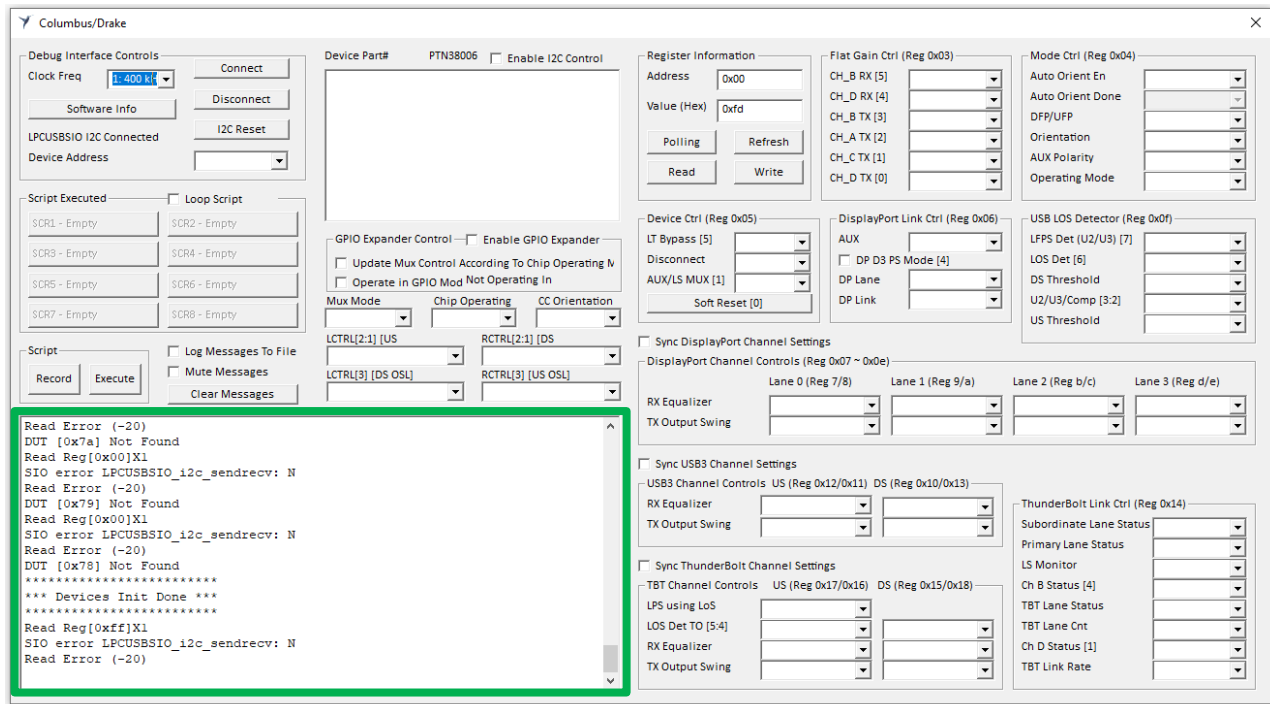 Columbus/Drake
Debug Interface Controls
Clock Freq
1: 400 k
Connect
Software Info
Disconnect
LPCUSBSIO I2C Connected
I2C Reset
Device Address
Script Executed
Loop Script
SCR1 - Empty
SCR2 - Empty
SCR3 - Empty
SCR4 - Empty
SCR5 - Empty
SCR6 - Empty
SCR7 - Empty
SCR8 - Empty
Script
Record
Execute
Log Messages To File
Mute Messages
Clear Messages
Device Part#
PTN38006
Enable I2C Control
GPIO Expander Control
Enable GPIO Expander
Update Mux Control According To Chip Operating M
Operate in GPIO Mod
Not Operating In
Mux Mode
Chip Operating
CC Orientation
LCTRL[2:1] [US
RCTRL[2:1] [DS
LCTRL[3] [DS OSL]
RCTRL[3] [US OSL]
Read Error (-20)
DUT [0x7a] Not Found
Read Reg[0x00]X1
SIO error LPCUSBSIO_i2c_sendrecv: N
Read Error (-20)
DUT [0x79] Not Found
Read Reg[0x00]X1
SIO error LPCUSBSIO_i2c_sendrecv: N
Read Error (-20)
DUT [0x78] Not Found
*************************
*** Devices Init Done ***
*************************
Read Reg[0xff]X1
SIO error LPCUSBSIO_i2c_sendrecv: N
Read Error (-20)
Register Information
Address
0x00
Value (Hex)
0xfd
Polling
Refresh
Read
Write
Flat Gain Ctrl (Reg 0x03)
CH_B RX [5]
CH_D RX [4]
CH_B TX [3]
CH_A TX [2]
CH_C TX [1]
CH_D TX [0]
Mode Ctrl (Reg 0x04)
Auto Orient En
Auto Orient Done
DFP/UFP
Orientation
AUX Polarity
Operating Mode
Device Ctrl (Reg 0x05)
LT Bypass [5]
Disconnect
AUX/LS MUX [1]
Soft Reset [0]
DisplayPort Link Ctrl (Reg 0x06)
AUX
DP D3 PS Mode [4]
DP Lane
DP Link
USB LOS Detector (Reg 0x0f)
LFPS Det (U2/U3) [7]
LOS Det [6]
DS Threshold
U2/U3/Comp [3:2]
US Threshold
Sync DisplayPort Channel Settings
DisplayPort Channel Controls (Reg 0x07 ~ 0x0e)
Lane 0 (Reg 7/8)
Lane 1 (Reg 9/a)
Lane 2 (Reg b/c)
Lane 3 (Reg d/e)
RX Equalizer
TX Output Swing
Sync USB3 Channel Settings
USB3 Channel Controls
US (Reg 0x12/0x11)
DS (Reg 0x10/0x13)
RX Equalizer
TX Output Swing
Sync ThunderBolt Channel Settings
TBT Channel Controls
US (Reg 0x17/0x16)
DS (Reg 0x15/0x18)
LPS using LoS
LOS Det TO [5:4]
RX Equalizer
TX Output Swing
ThunderBolt Link Ctrl (Reg 0x14)
Subordinate Lane Status
Primary Lane Status
LS Monitor
Ch B Status [4]
TBT Lane Status
TBT Lane Cnt
Ch D Status [1]
TBT Link Rate